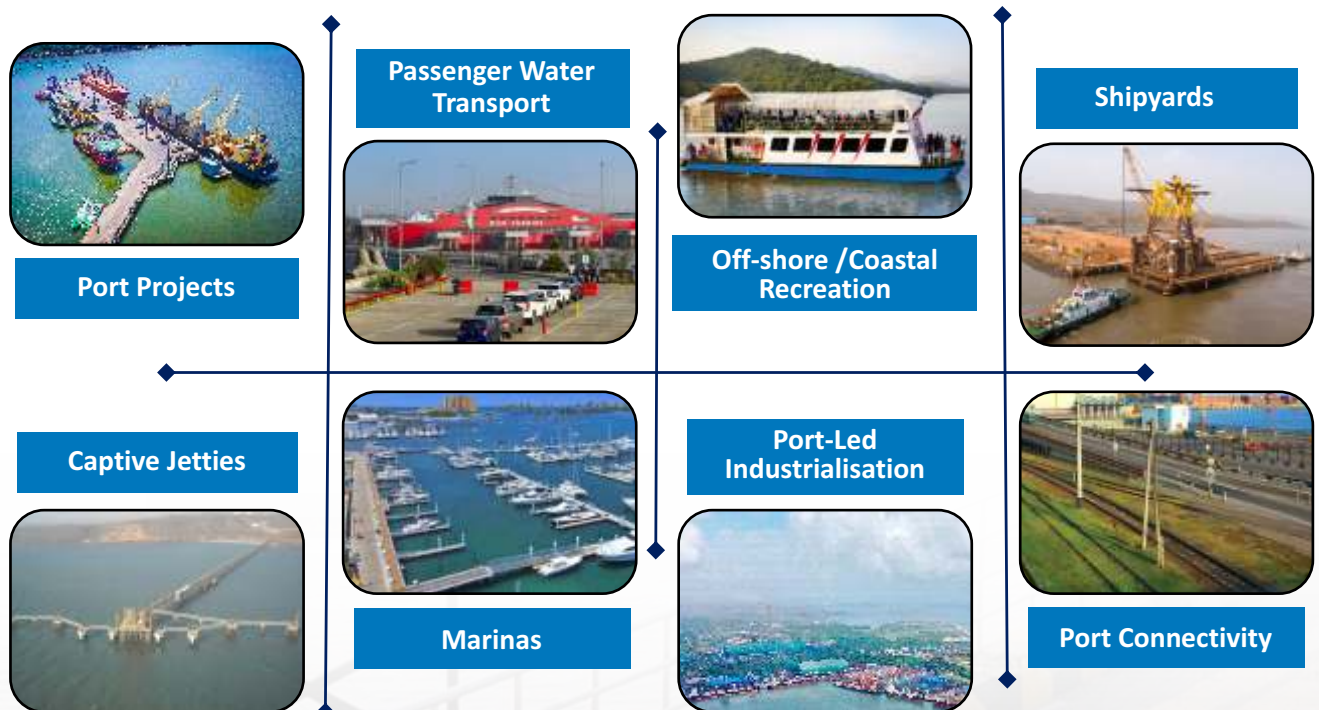 Port Projects
Passenger Water
Transport
Off-shore /Coastal
Recreation
Shipyards
Captive Jetties
Marinas
Port-Led
Industrialisation
Port Connectivity